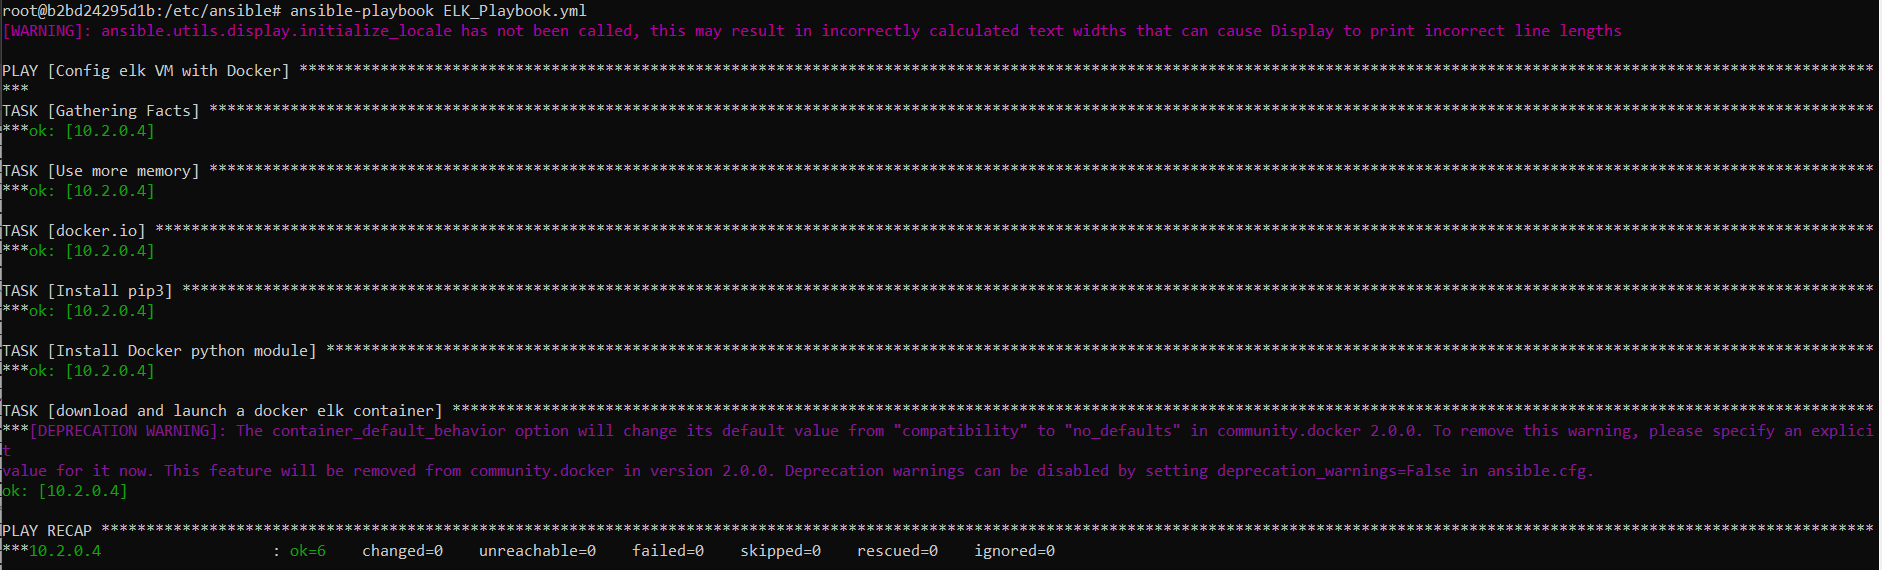 root@b2bd24295d1b:/etc/ansible# ansible-playbook ELK_Playbook.yml
[WARNING]: ansible.utils.display.initialize_locale has not been called, this may result in incorrectly calculated text widths that can cause Display to print incorrect line lengths
PLAY [Config elk VM with Docker] ******************************************************************************************************************************************************************************
***
TASK [Gathering Facts] ****************************************************************************************************************************************************************************************
***ok: [10.2.0.4]
TASK [Use more memory] ****************************************************************************************************************************************************************************************
***ok: [10.2.0.4]
TASK [docker.io] **********************************************************************************************************************************************************************************************
***ok: [10.2.0.4]
TASK [Install pip3] *******************************************************************************************************************************************************************************************
***ok: [10.2.0.4]
TASK [Install Docker python module] ***************************************************************************************************************************************************************************
***ok: [10.2.0.4]
TASK [download and launch a docker elk container] *************************************************************************************************************************************************************
***[DEPRECATION WARNING]: The container_default_behavior option will change its default value from "compatibility" to "no_defaults" in community.docker 2.0.0. To remove this warning, please specify an explici
t
value for it now. This feature will be removed from community.docker in version 2.0.0. Deprecation warnings can be disabled by setting deprecation_warnings=False in ansible.cfg.
ok: [10.2.0.4]
PLAY RECAP ****************************************************************************************************************************************************************************************************
***10.2.0.4                   : ok=6    changed=0    unreachable=0    failed=0    skipped=0    rescued=0    ignored=0